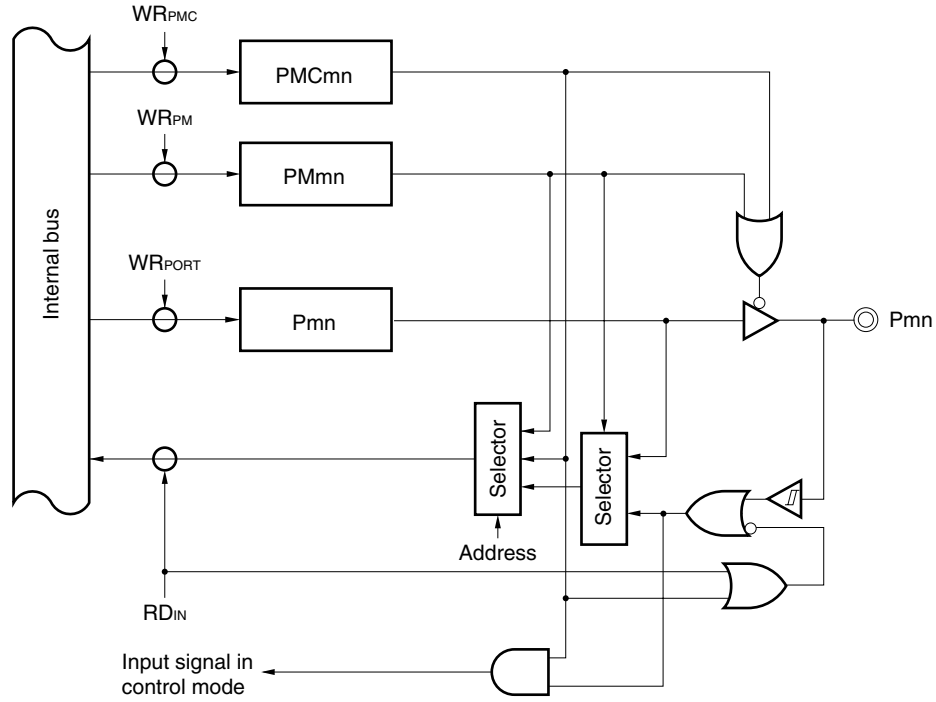 WRPMC
PMCmn
WRPM
PMmn
Internal bus
WRPORT
Pmn
Pmn
Selector
Selector
Address
RDIN
Input signal in
control mode